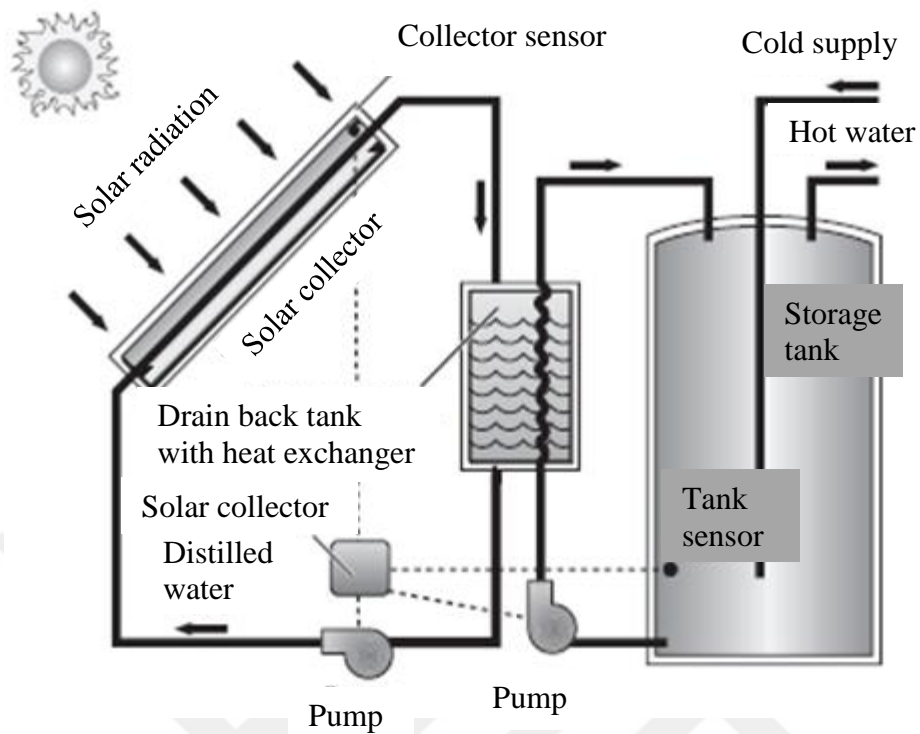 Collector sensor
Cold supply
Hot water
Solar radiation
Solar collector
Storage
tank
Drain back tank
with heat exchanger
Solar collector
Distilled
water
Tank
sensor
Pump
Pump